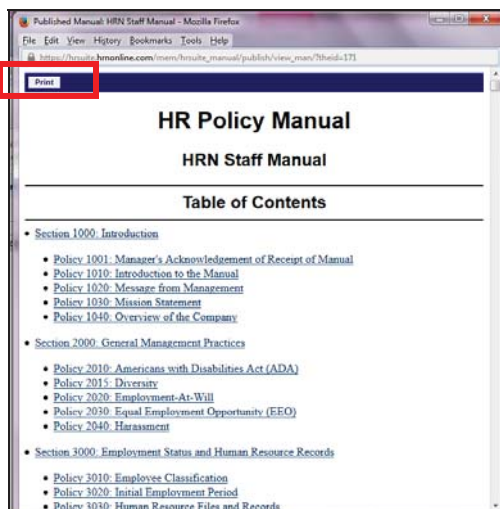 Published Manual: HRN Staff Manual - Mozilla Firefox
File Edit View History Bookmarks Tools Help
https://hrsuite.hrnonline.com/mem/hrsuite_manual/publish/view_man/?theid=171
Print
HR Policy Manual
HRN Staff Manual
Table of Contents
• Section 1000: Introduction
• Policy 1001: Manager's Acknowledgement of Receipt of Manual
• Policy 1010: Introduction to the Manual
• Policy 1020: Message from Management
• Policy 1030: Mission Statement
• Policy 1040: Overview of the Company
• Section 2000: General Management Practices
• Policy 2010: Americans with Disabilities Act (ADA)
• Policy 2015: Diversity
• Policy 2020: Employment-At-Will
• Policy 2030: Equal Employment Opportunity (EEO)
• Policy 2040: Harassment
• Section 3000: Employment Status and Human Resource Records
• Policy 3010: Employee Classification
• Policy 3020: Initial Employment Period
• Policy 3030: Human Resource Files and Records